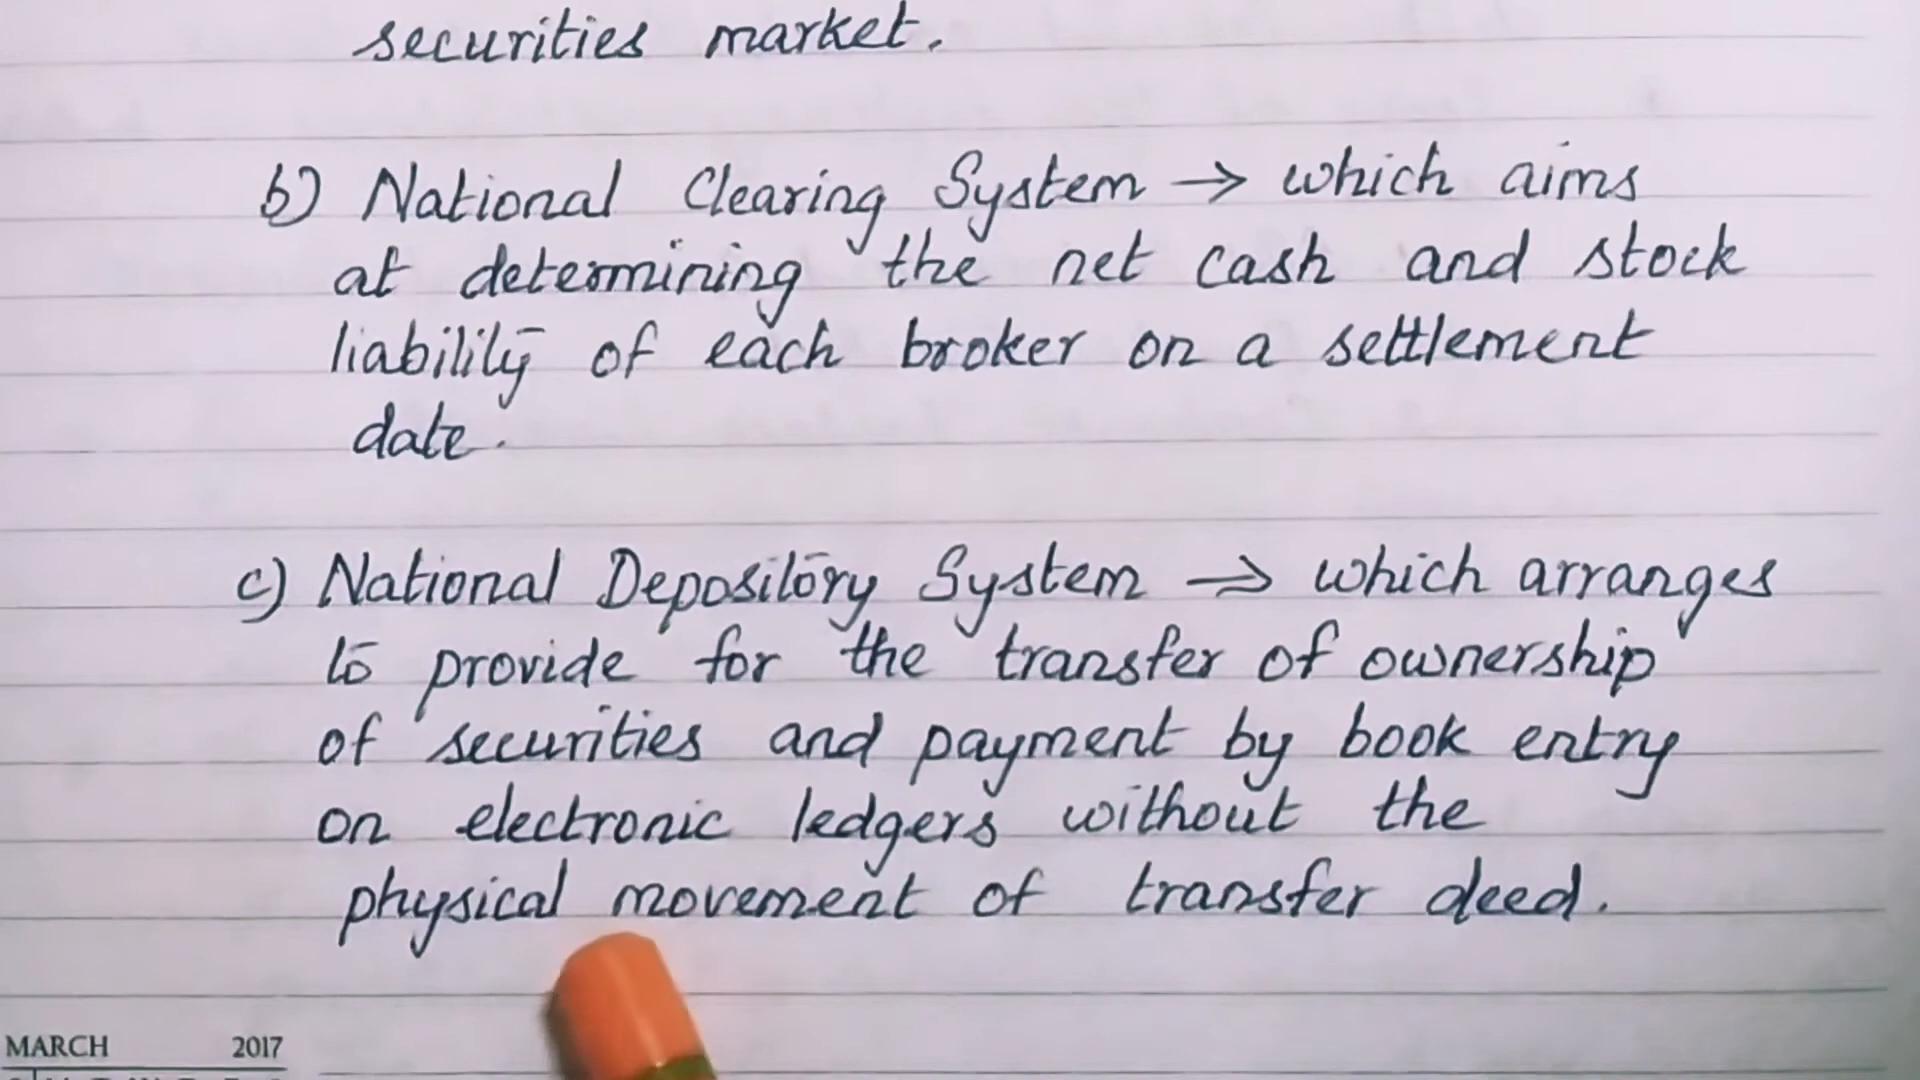 securities market.
b) National Clearing System → which aims
at determining the net cash and stock
liability of each broker on a settlement
date.
c) National Depository System ⇒ which arranges
to provide for the transfer of ownership
of securities and payment by book entry
on electronic ledgers without the
physical movement of transfer deed.
MARCH 2017